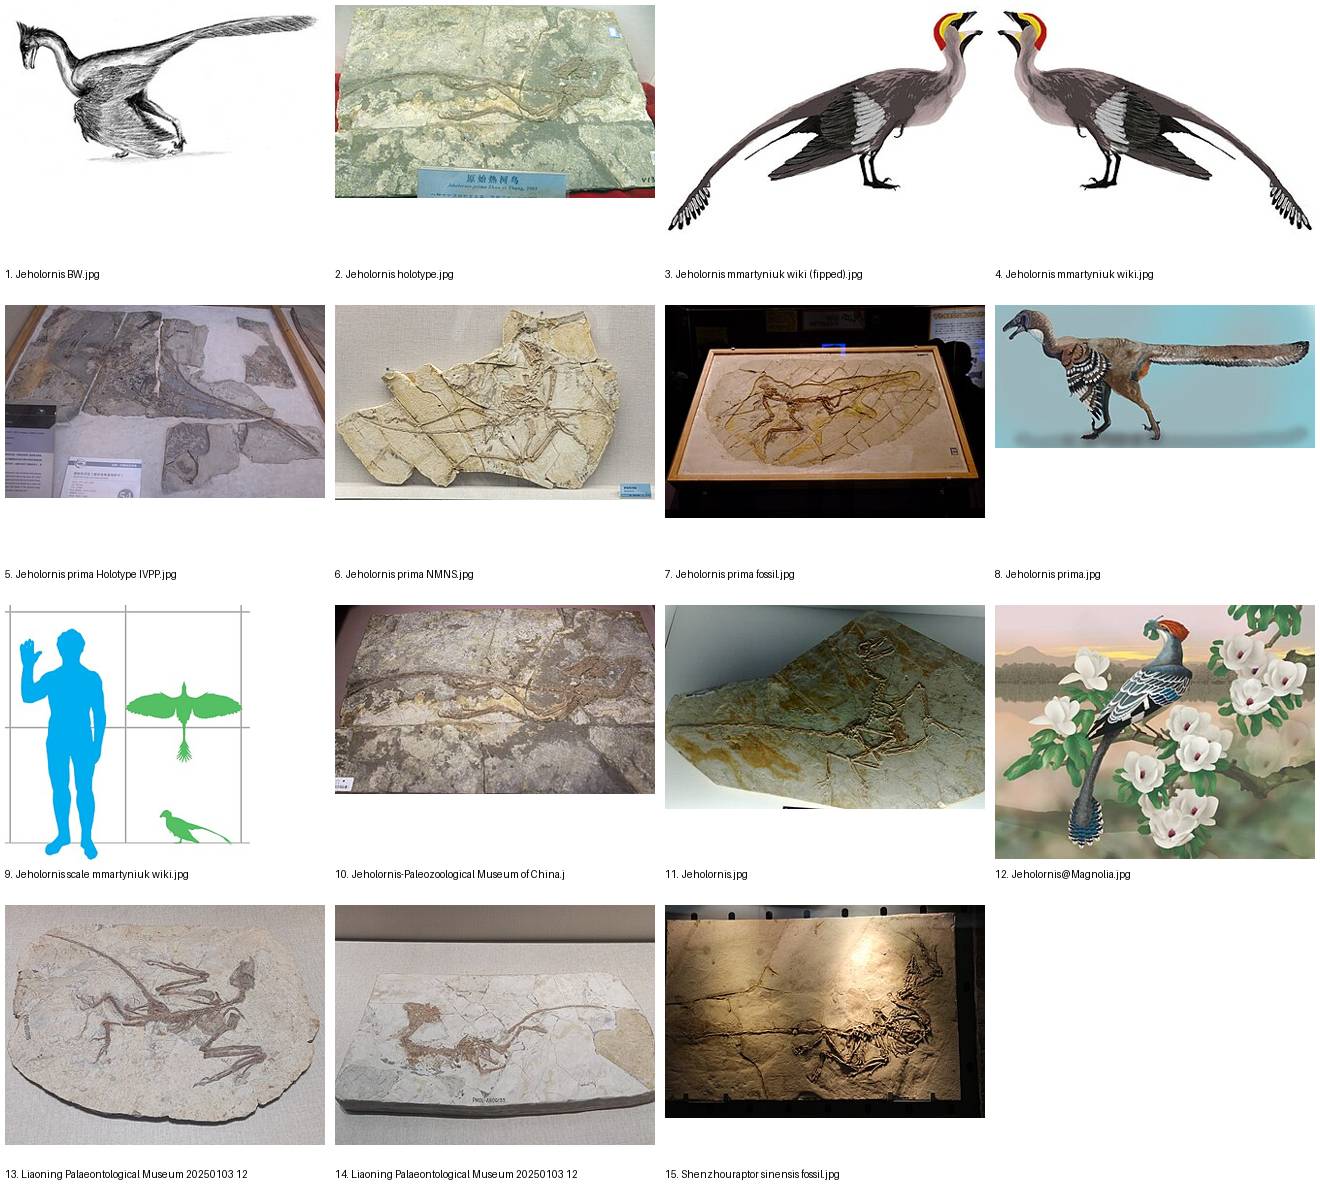 1. Jeholornis BW.jpg
原始热河鸟
2. Jeholornis holotype.jpg
3. Jeholornis mmartyniuk wiki (fipped).jpg
4. Jeholornis mmartyniuk wiki.jpg
5. Jeholornis prima Holotype IVPP.jpg
6. Jeholornis prima NMNS.jpg
7. Jeholornis prima fossil.jpg
8. Jeholornis prima.jpg
9. Jeholornis scale mmartyniuk wiki.jpg
10. Jeholornis-Paleozoological Museum of China.j
11. Jeholornis.jpg
12. Jeholornis@Magnolia.jpg
13. Liaoning Palaeontological Museum 20250103 12
14. Liaoning Palaeontological Museum 20250103 12
15. Shenzhouraptor sinensis fossil.jpg